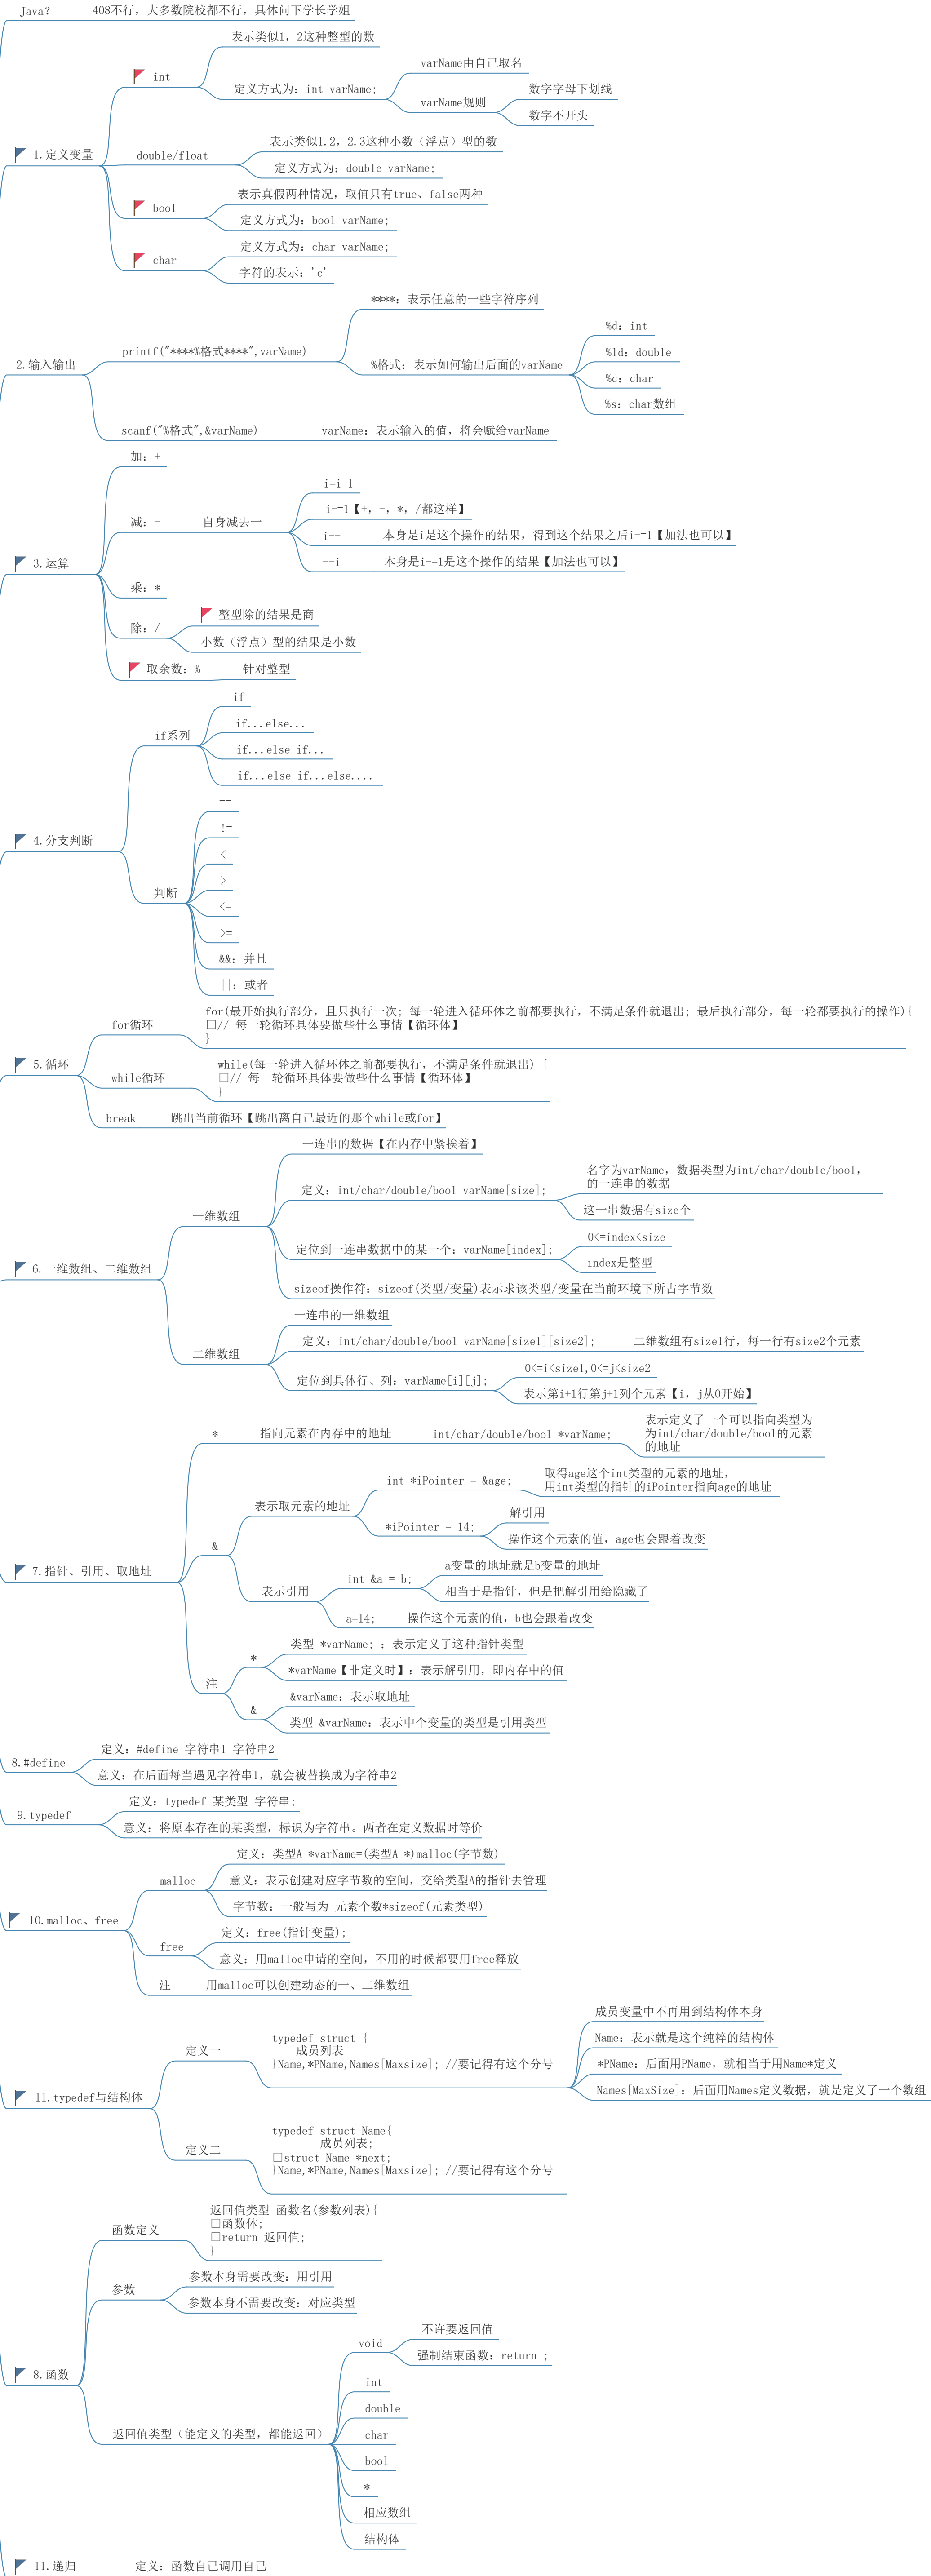 Java?
408不行，大多数院校都不行，具体问下学长学姐
1.定义变量
int
表示类似1，2这种整型的数
定义方式为：int varName;
varName由自己取名
varName规则
数字字母下划线
数字不开头
double/float
表示类似1.2，2.3这种小数（浮点）型的数
定义方式为：double varName;
bool
表示真假两种情况，取值只有true、false两种
定义方式为：bool varName;
char
定义方式为：char varName;
字符的表示：'c'
2.输入输出
printf("****%格式****",varName)
****：表示任意的一些字符序列
%格式：表示如何输出后面的varName
%d：int
%ld：double
%c：char
%s：char数组
scanf("%格式",&varName)
varName：表示输入的值，将会赋给varName
3.运算
加：+
减：-
自身减去一
i=i-1
i-=1【+，-，*，/都这样】
i--
本身是i是这个操作的结果，得到这个结果之后i-=1【加法也可以】
--i
本身是i-=1是这个操作的结果【加法也可以】
乘：*
除：/
整型除的结果是商
小数（浮点）型的结果是小数
取余数：%
针对整型
4.分支判断
if系列
if
if...else...
if...else if...
if...else if...else....
判断
==
!=
<
>
<=
>=
&&：并且
||：或者
5.循环
for循环
for(最开始执行部分，且只执行一次；每一轮进入循环体之前都要执行，不满足条件就退出；最后执行部分，每一轮都要执行的操作){
□// 每一轮循环具体要做些什么事情【循环体】
}
while循环
while(每一轮进入循环体之前都要执行，不满足条件就退出) {
□// 每一轮循环具体要做些什么事情【循环体】
}
break
跳出当前循环【跳出离自己最近的那个while或for】
6.一维数组、二维数组
一维数组
一连串的数据【在内存中紧挨着】
定义：int/char/double/bool varName[size];
名字为varName，数据类型为int/char/double/bool，
的一连串的数据
这一串数据有size个
定位到一连串数据中的某一个：varName[index];
0<=index<size
index是整型
sizeof操作符：sizeof(类型/变量)表示求该类型/变量在当前环境下所占字节数
二维数组
一连串的一维数组
定义：int/char/double/bool varName[size1][size2];
二维数组有size1行，每一行有size2个元素
定位到具体行、列：varName[i][j];
0<=i<size1,0<=j<size2
表示第i+1行第j+1列个元素【i，j从0开始】
7.指针、引用、取地址
*
指向元素在内存中的地址
int/char/double/bool *varName;
表示定义了一个可以指向类型为
为int/char/double/bool的元素
的地址
&
表示取元素的地址
int *iPointer = &age;
取得age这个int类型的元素的地址，
用int类型的指针的iPointer指向age的地址
*iPointer = 14;
解引用
操作这个元素的值，age也会跟着改变
表示引用
int &a = b;
a变量的地址就是b变量的地址
相当于是指针，但是把解引用给隐藏了
a=14;
操作这个元素的值，b也会跟着改变
注
*
类型 *varName; ：表示定义了这种指针类型
*varName【非定义时】：表示解引用，即内存中的值
&
&varName：表示取地址
类型 &varName：表示中个变量的类型是引用类型
8.#define
定义：#define 字符串1 字符串2
意义：在后面每当遇见字符串1，就会被替换成为字符串2
9.typedef
定义：typedef 某类型 字符串;
意义：将原本存在的某类型，标识为字符串。两者在定义数据时等价
10.malloc、free
malloc
定义：类型A *varName=(类型A *)malloc(字节数)
意义：表示创建对应字节数的空间，交给类型A的指针去管理
字节数：一般写为 元素个数*sizeof(元素类型)
free
定义：free(指针变量);
意义：用malloc申请的空间，不用的时候都要用free释放
注
用malloc可以创建动态的一、二维数组
11.typedef与结构体
定义一
typedef struct {
成员列表
}Name,*PName,Names[Maxsize]; //要记得有这个分号
成员变量中不再用到结构体本身
Name：表示就是这个纯粹的结构体
*PName：后面用PName，就相当于用Name*定义
Names[MaxSize]：后面用Names定义数据，就是定义了一个数组
定义二
typedef struct Name{
成员列表;
□struct Name *next;
}Name,*PName,Names[Maxsize]; //要记得有这个分号
8.函数
函数定义
返回值类型 函数名(参数列表){
□函数体;
□return 返回值;
}
参数
参数本身需要改变：用引用
参数本身不需要改变：对应类型
返回值类型（能定义的类型，都能返回）
void
不许要返回值
强制结束函数：return ;
int
double
char
bool
*
相应数组
结构体
11.递归
定义：函数自己调用自己